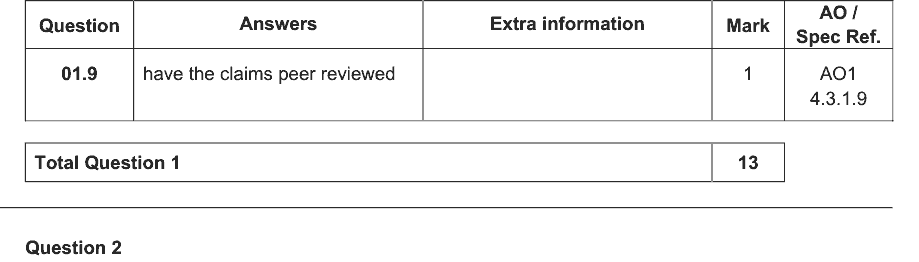 Question Answers Extra information Mark AO /
Spec Ref.
01.9 have the claims peer reviewed 1 AO1
4.3.1.9
Total Question 1 13
Question 2